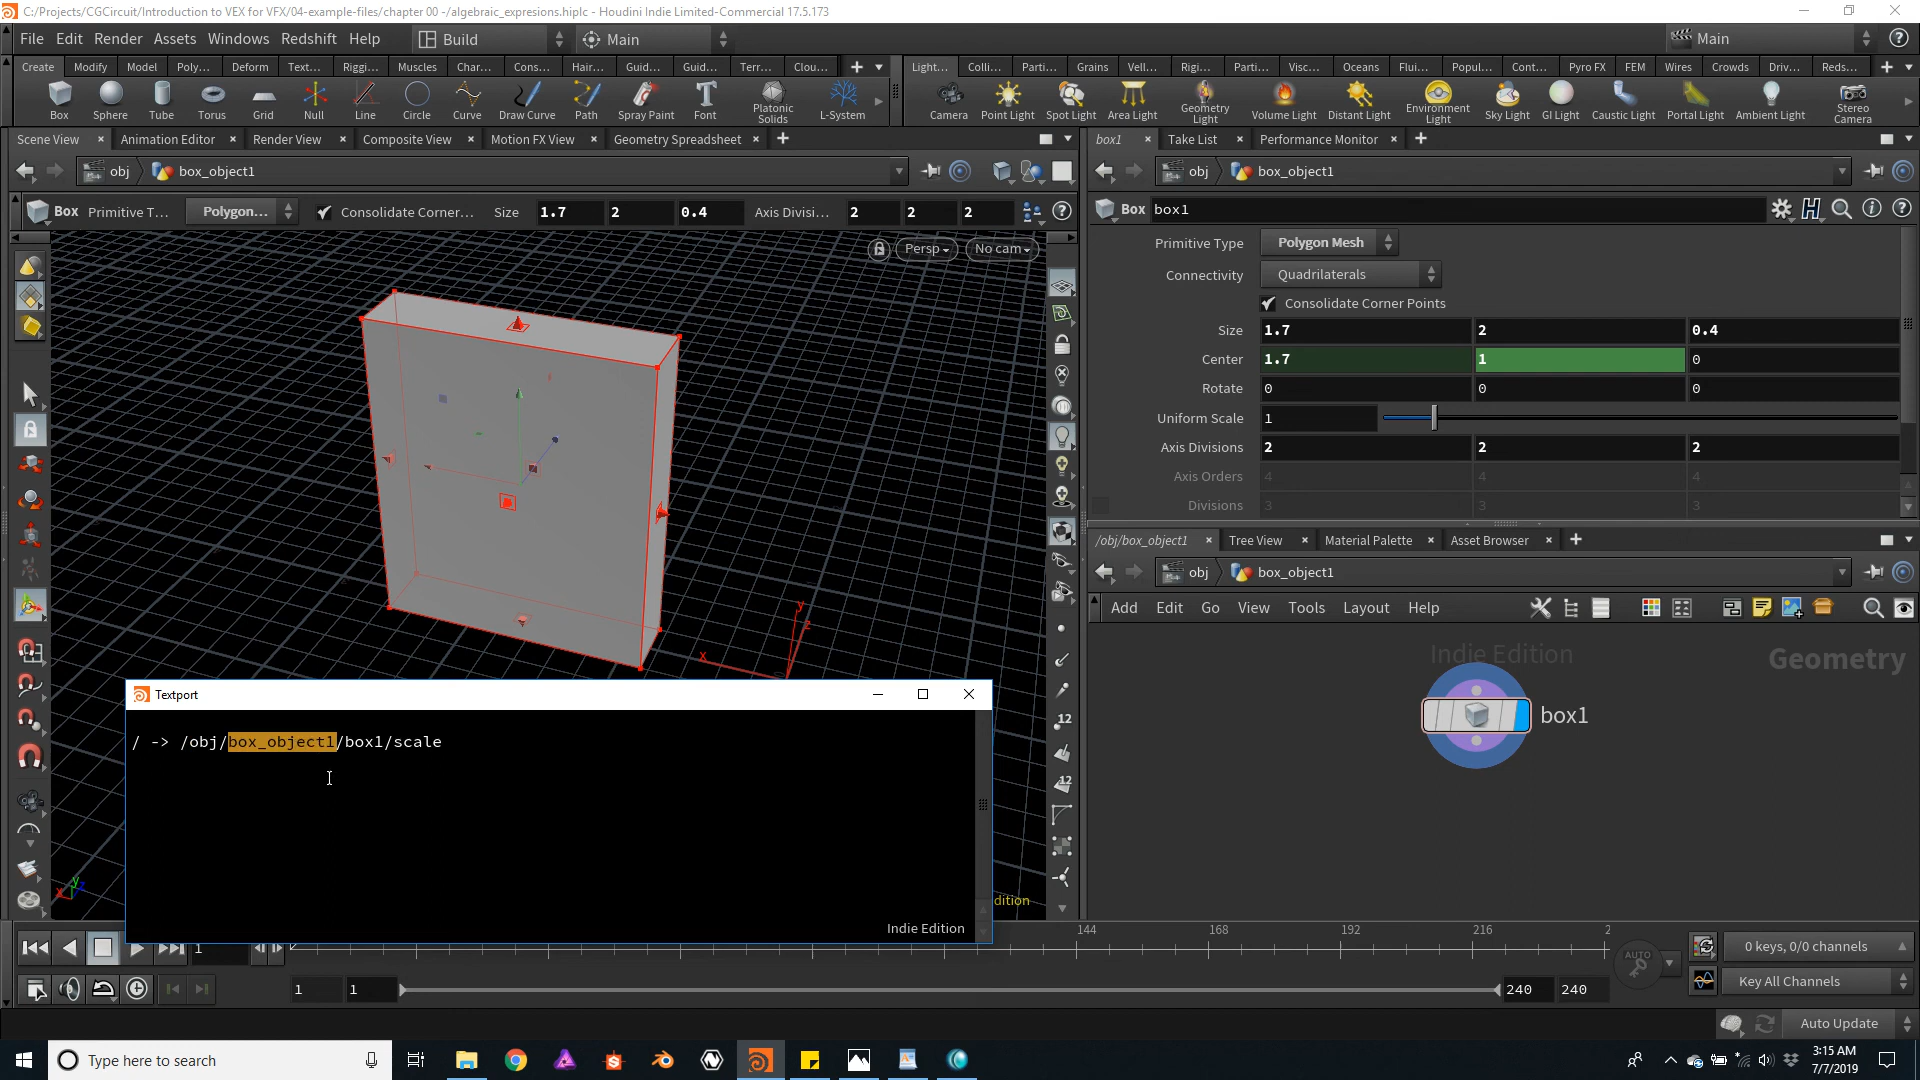 C:/Projects/CGCircuit/Introduction to VEX for VFX/04-example-files/chapter 00 -/algebraic_expresions.hiplc - Houdini Indie Limited-Commercial 17.5.173
File Edit Render Assets Windows Redshift Help Build Main Main
Create Modify Model Poly... Deform Text... Riggi... Muscles Char... Cons... Hair... Guid... Guid... Terr... Clou...
Light... Colli... Parti... Grains Vell... Rigi... Parti... Visc... Oceans Flui... Popul... Cont... Pyro FX FEM Wires Crowds Driv... Reds...
Box Sphere Tube Torus Grid Null Line Circle Curve Draw Curve Path Spray Paint Font Platonic Solids L-System
Camera Point Light Spot Light Area Light Geometry Light Volume Light Distant Light Environment Light Sky Light GI Light Caustic Light Portal Light Ambient Light Stereo Camera
Scene View Animation Editor Render View Composite View Motion FX View Geometry Spreadsheet
box1 Take List Performance Monitor
obj box_object1
obj box_object1
Box Primitive T... Polygon... Consolidate Corner... Size 1.7 2 0.4 Axis Divisi... 2 2 2
Box box1
Persp No cam
Primitive Type Polygon Mesh
Connectivity Quadrilaterals
Consolidate Corner Points
Size 1.7 2 0.4
Center 1.7 1 0
Rotate 0 0 0
Uniform Scale 1
Axis Divisions 2 2 2
Axis Orders 4 4 4
Divisions 3 3 3
/obj/box_object1 Tree View Material Palette Asset Browser
obj box_object1
Add Edit Go View Tools Layout Help
Indie Edition
Geometry
box1
x y z
12
12
Textport
/ -> /obj/box_object1/box1/scale
Indie Edition
dition
x y z
1 144 168 192 216 2
AUTO
0 keys, 0/0 channels
1 1 240 240
Key All Channels
Auto Update
Type here to search
3:15 AM
7/7/2019